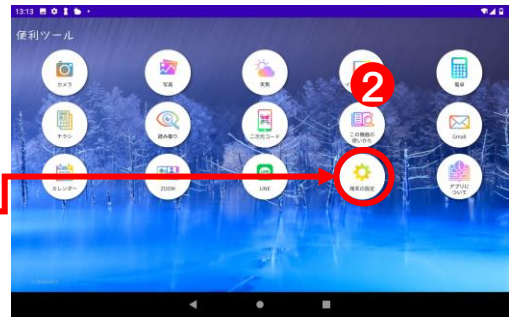 13:13
便利ツール
カメラ
写真
天気
電卓
2
チラシ
読み取り
二次元コード
この機器の
使いかた
Gmail
カレンダー
ZOOM
LINE
端末の設定
アプリに
ついて